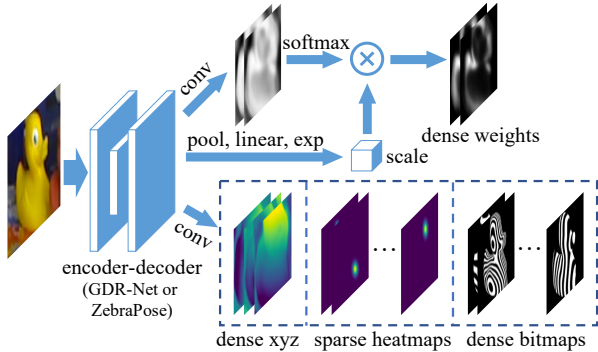 conv
softmax
dense weights
pool, linear, exp
scale
conv
encoder-decoder
(GDR-Net or
ZebraPose)
dense xyz
sparse heatmaps
dense bitmaps